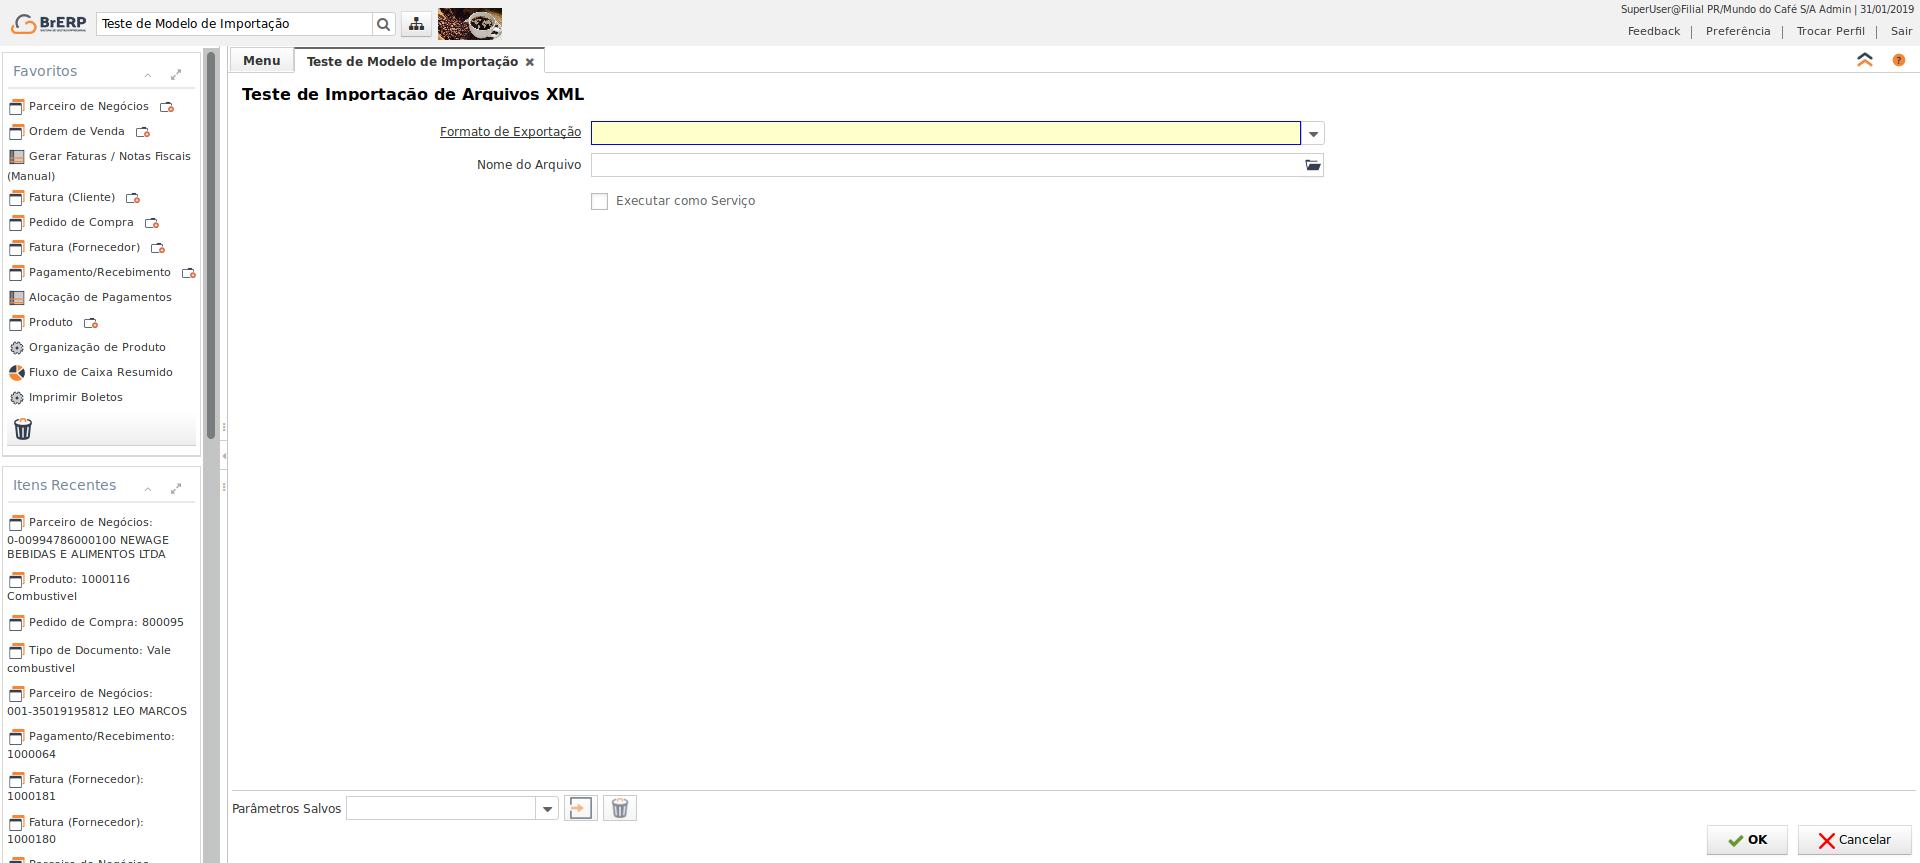 BrERP
Teste de Modelo de Importação
SuperUser@Filial PR/Mundo do Café S/A Admin | 31/01/2019
Feedback | Preferência | Trocar Perfil | Sair
Favoritos
Parceiro de Negócios
Ordem de Venda
Gerar Faturas / Notas Fiscais
(Manual)
Fatura (Cliente)
Pedido de Compra
Fatura (Fornecedor)
Pagamento/Recebimento
Alocação de Pagamentos
Produto
Organização de Produto
Fluxo de Caixa Resumido
Imprimir Boletos
Itens Recentes
Parceiro de Negócios:
0-00994786000100 NEWAGE
BEBIDAS E ALIMENTOS LTDA
Produto: 1000116
Combustivel
Pedido de Compra: 800095
Tipo de Documento: Vale
combustivel
Parceiro de Negócios:
001-35019195812 LEO MARCOS
Pagamento/Recebimento:
1000064
Fatura (Fornecedor):
1000181
Fatura (Fornecedor):
1000180
Parceiro de Negócios
Menu
Teste de Modelo de Importação
Teste de Importação de Arquivos XML
Formato de Exportação
Nome do Arquivo
Executar como Serviço
Parâmetros Salvos
OK
Cancelar